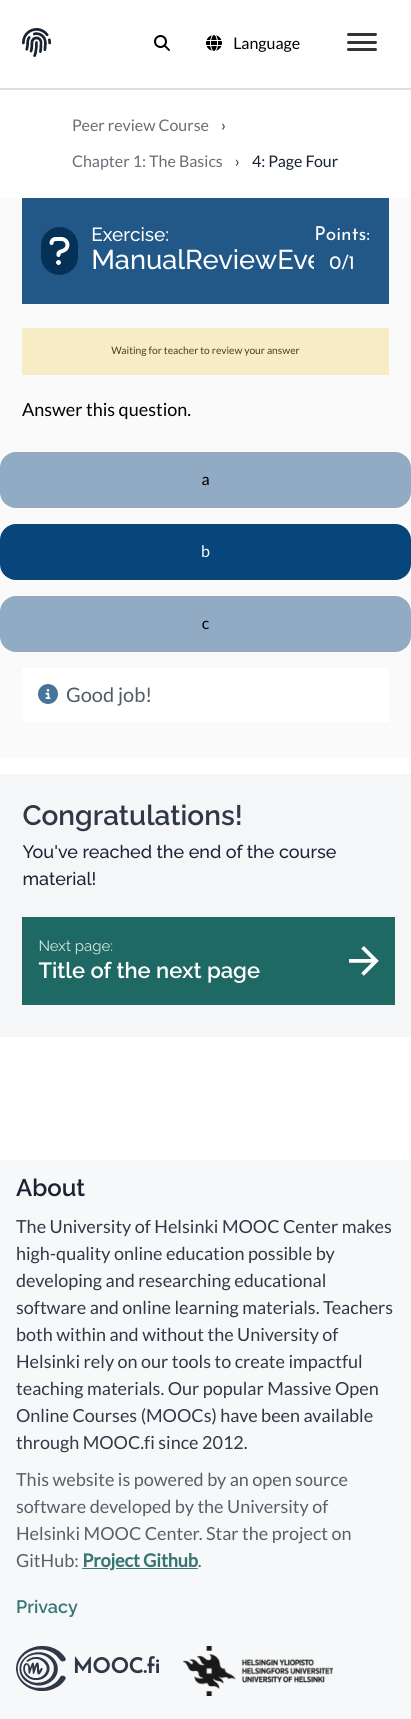 Language
Peer review Course ›
Chapter 1: The Basics › 4: Page Four
Exercise:
ManualReviewEve
Points:
0/1
Waiting for teacher to review your answer
Answer this question.
a
b
c
Good job!
Congratulations!
You've reached the end of the course
material!
Next page:
Title of the next page
About
The University of Helsinki MOOC Center makes
high-quality online education possible by
developing and researching educational
software and online learning materials. Teachers
both within and without the University of
Helsinki rely on our tools to create impactful
teaching materials. Our popular Massive Open
Online Courses (MOOCs) have been available
through MOOC.fi since 2012.
This website is powered by an open source
software developed by the University of
Helsinki MOOC Center. Star the project on
GitHub: Project Github.
Privacy
MOOC.fi
HELSINGIN YLIOPISTO
HELSINGFORS UNIVERSITET
UNIVERSITY OF HELSINKI